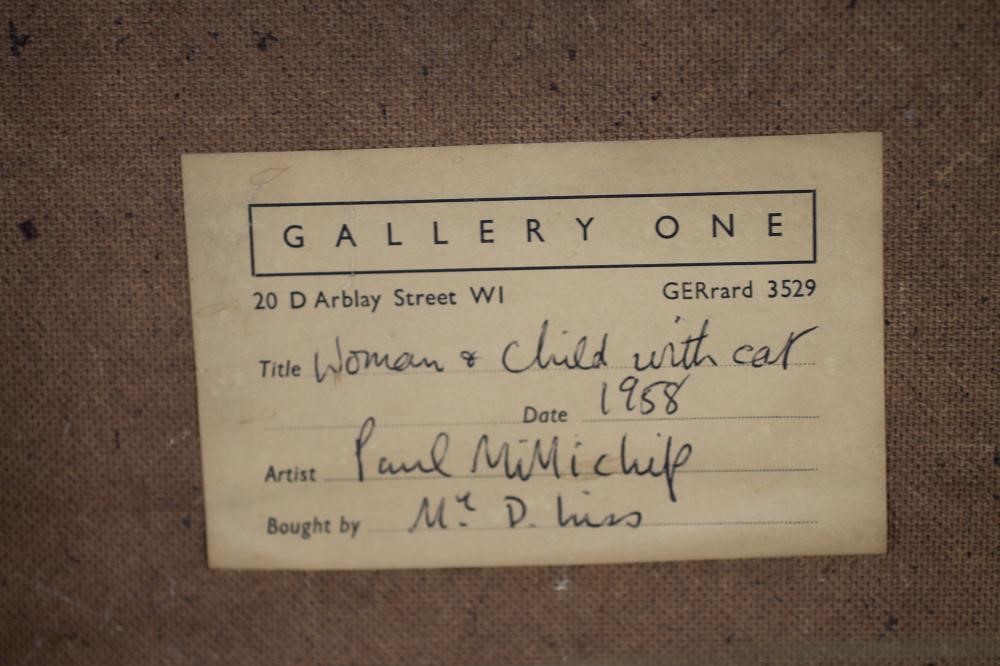 GALLERY ONE
20 D Arblay Street W1 GERrard 3529
Title Woman & Child with cat
Date 1958
Artist Paul Millichip
Bought by Mr. D.